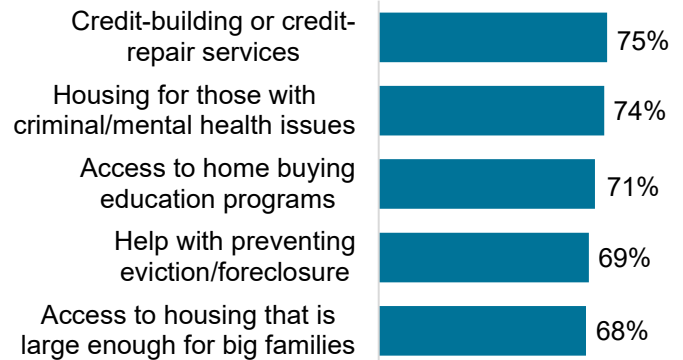 Credit-building or credit-
repair services
75%
Housing for those with
criminal/mental health issues
74%
Access to home buying
education programs
71%
Help with preventing
eviction/foreclosure
69%
Access to housing that is
large enough for big families
68%